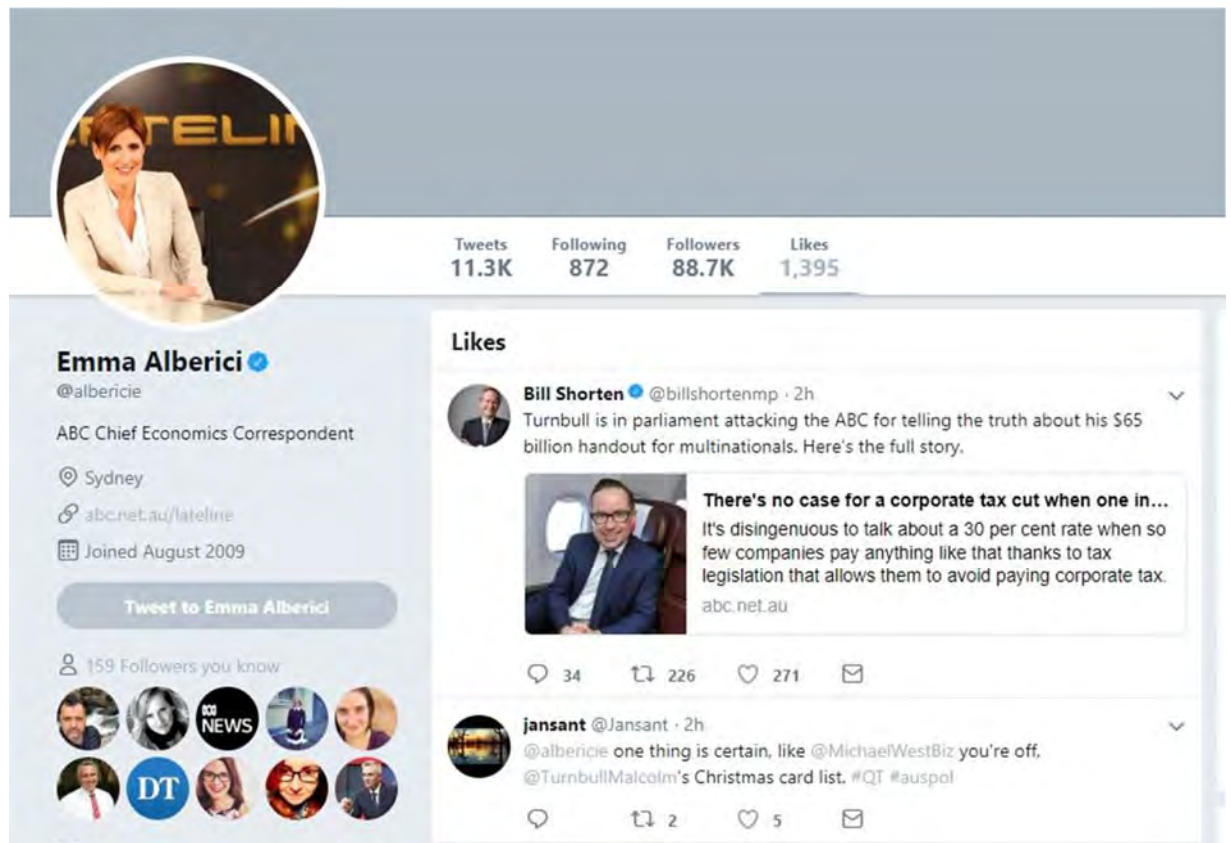 ATELIN
Tweets Following Followers Likes
11.3K 872 88.7K 1,395
Emma Alberici
@albericie
ABC Chief Economics Correspondent
Sydney
abc.net.au/lateline
Joined August 2009
Tweet to Emma Alberici
159 Followers you know
ABC
NEWS
DT
Likes
Bill Shorten @billshortenmp · 2h
Turnbull is in parliament attacking the ABC for telling the truth about his $65
billion handout for multinationals. Here's the full story.
There's no case for a corporate tax cut when one in...
It's disingenuous to talk about a 30 per cent rate when so
few companies pay anything like that thanks to tax
legislation that allows them to avoid paying corporate tax.
abc.net.au
34 226 271
jansant @Jansant · 2h
@albericie one thing is certain, like @MichaelWestBiz you're off,
@TurnbullMalcolm's Christmas card list. #QT #auspol
2 5